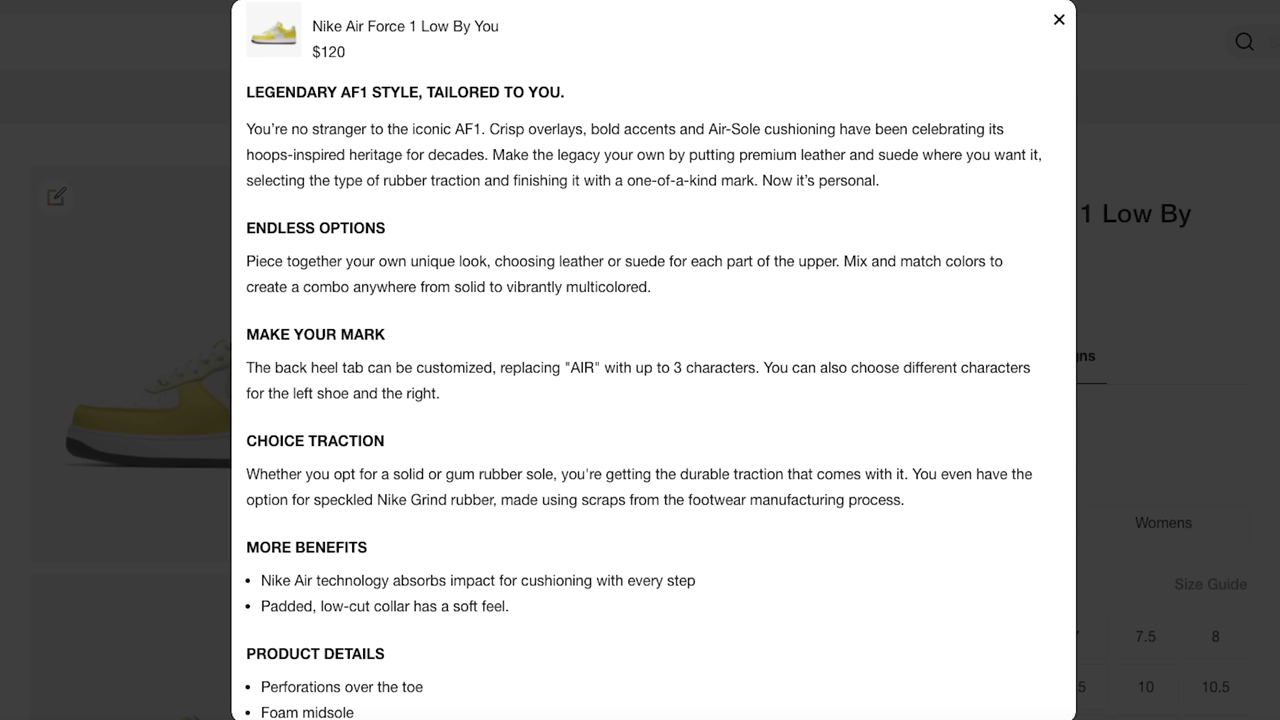 Nike Air Force 1 Low By You
$120
LEGENDARY AF1 STYLE, TAILORED TO YOU.
You’re no stranger to the iconic AF1. Crisp overlays, bold accents and Air-Sole cushioning have been celebrating its
hoops-inspired heritage for decades. Make the legacy your own by putting premium leather and suede where you want it,
selecting the type of rubber traction and finishing it with a one-of-a-kind mark. Now it’s personal.
ENDLESS OPTIONS
Piece together your own unique look, choosing leather or suede for each part of the upper. Mix and match colors to
create a combo anywhere from solid to vibrantly multicolored.
MAKE YOUR MARK
The back heel tab can be customized, replacing "AIR" with up to 3 characters. You can also choose different characters
for the left shoe and the right.
CHOICE TRACTION
Whether you opt for a solid or gum rubber sole, you're getting the durable traction that comes with it. You even have the
option for speckled Nike Grind rubber, made using scraps from the footwear manufacturing process.
MORE BENEFITS
• Nike Air technology absorbs impact for cushioning with every step
• Padded, low-cut collar has a soft feel.
PRODUCT DETAILS
• Perforations over the toe
• Foam midsole
1 Low By
Womens
Size Guide
7.5 8
10 10.5